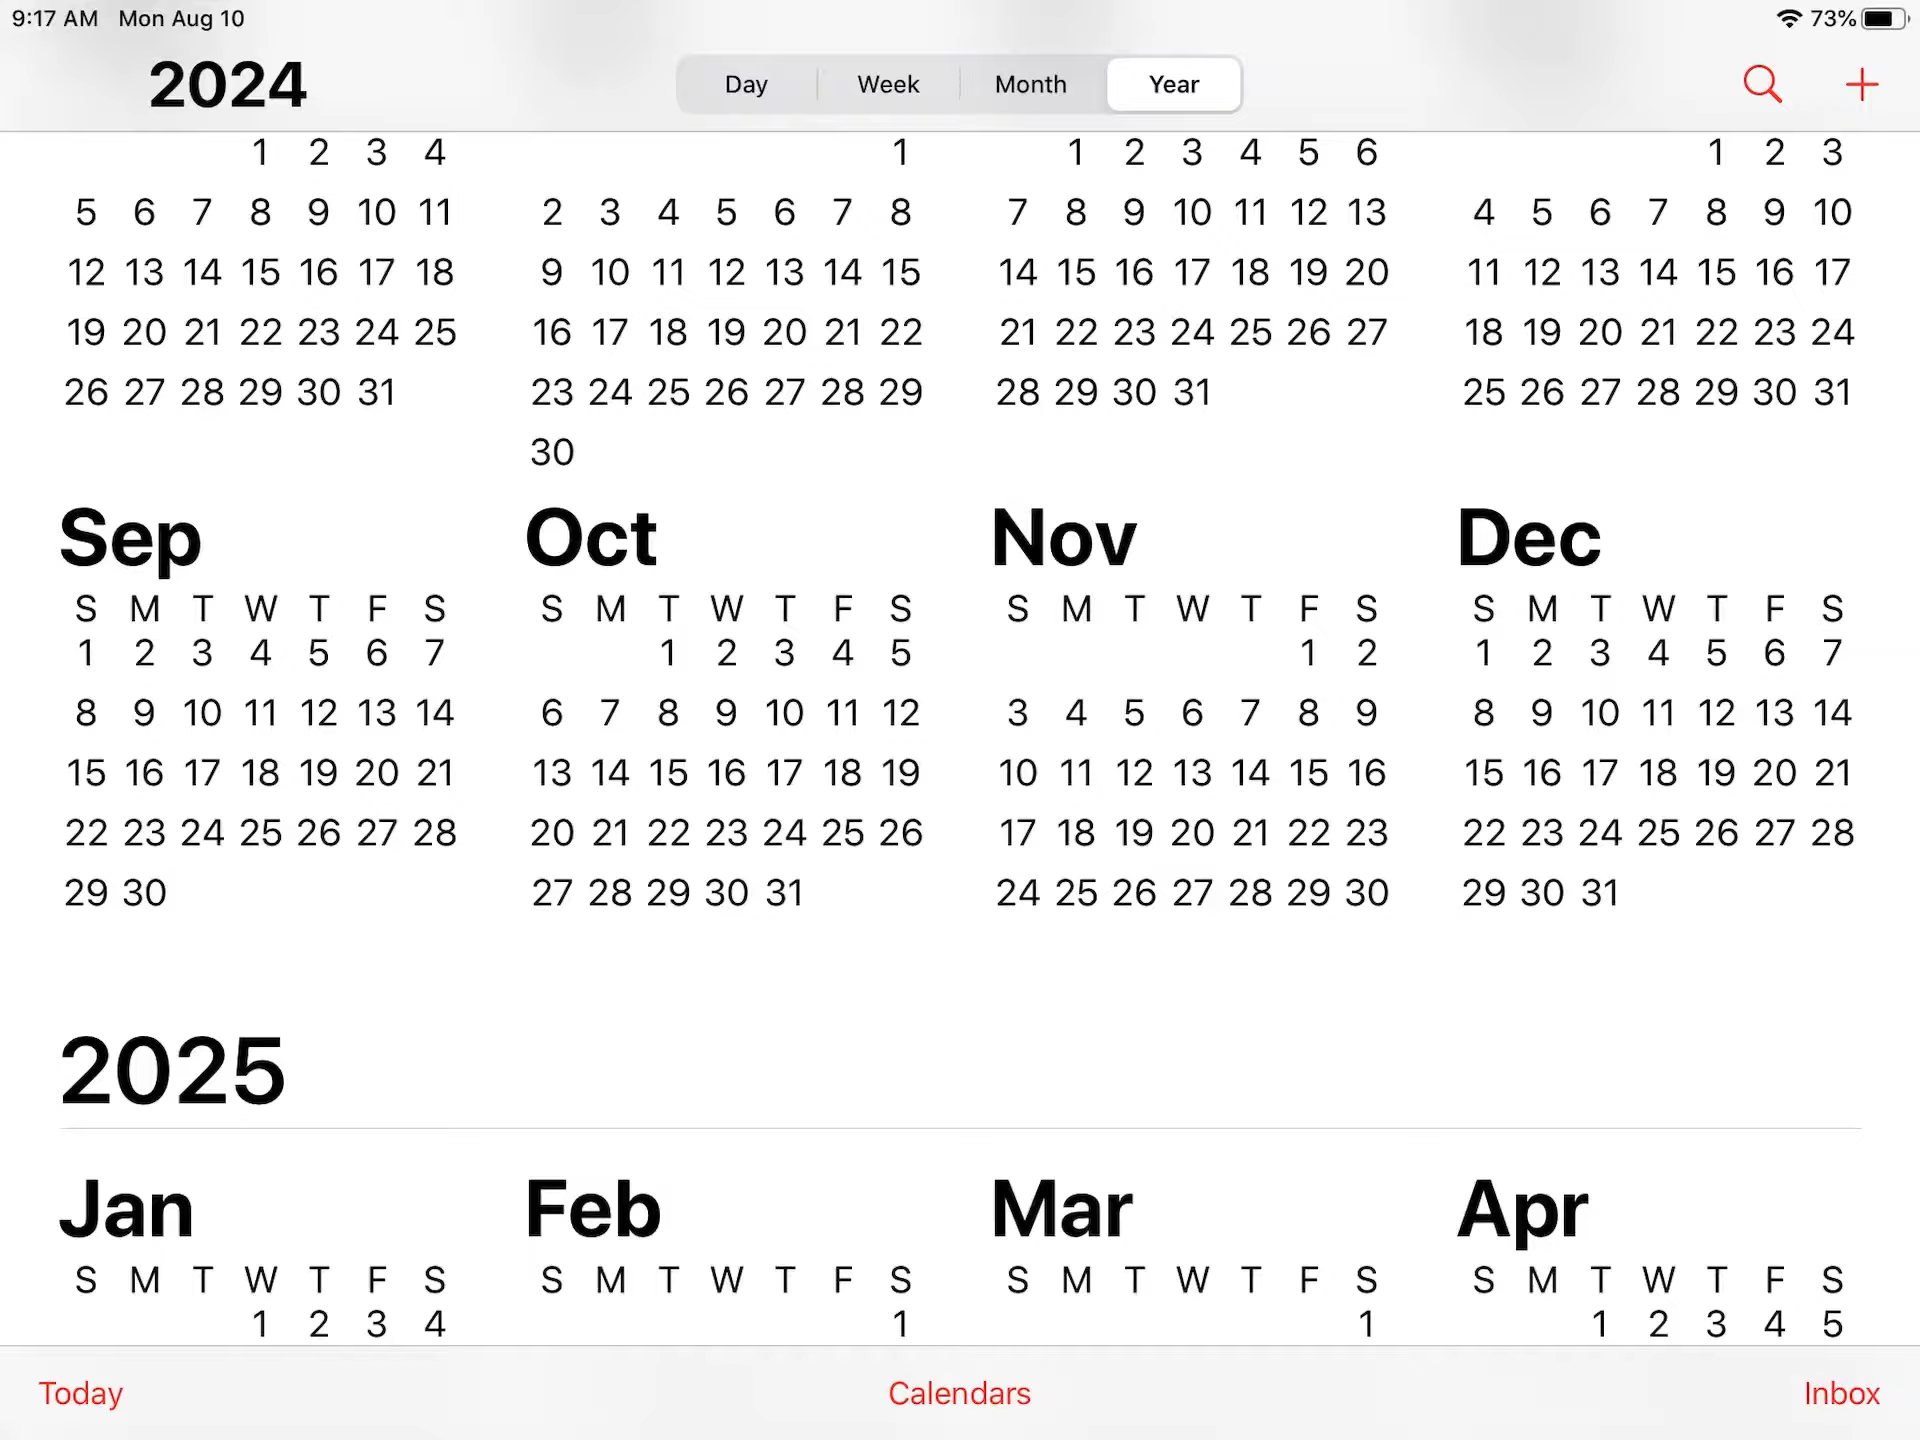 9:17 AM Mon Aug 10 73%
2024 Day Week Month Year
1 2 3 4 1 1 2 3 4 5 6 1 2 3
5 6 7 8 9 10 11 2 3 4 5 6 7 8 7 8 9 10 11 12 13 4 5 6 7 8 9 10
12 13 14 15 16 17 18 9 10 11 12 13 14 15 14 15 16 17 18 19 20 11 12 13 14 15 16 17
19 20 21 22 23 24 25 16 17 18 19 20 21 22 21 22 23 24 25 26 27 18 19 20 21 22 23 24
26 27 28 29 30 31 23 24 25 26 27 28 29 28 29 30 31 25 26 27 28 29 30 31
30
Sep Oct Nov Dec
S M T W T F S S M T W T F S S M T W T F S S M T W T F S
1 2 3 4 5 6 7 1 2 3 4 5 1 2 1 2 3 4 5 6 7
8 9 10 11 12 13 14 6 7 8 9 10 11 12 3 4 5 6 7 8 9 8 9 10 11 12 13 14
15 16 17 18 19 20 21 13 14 15 16 17 18 19 10 11 12 13 14 15 16 15 16 17 18 19 20 21
22 23 24 25 26 27 28 20 21 22 23 24 25 26 17 18 19 20 21 22 23 22 23 24 25 26 27 28
29 30 27 28 29 30 31 24 25 26 27 28 29 30 29 30 31
2025
Jan Feb Mar Apr
S M T W T F S S M T W T F S S M T W T F S S M T W T F S
1 2 3 4 1 1 1 2 3 4 5
Today Calendars Inbox